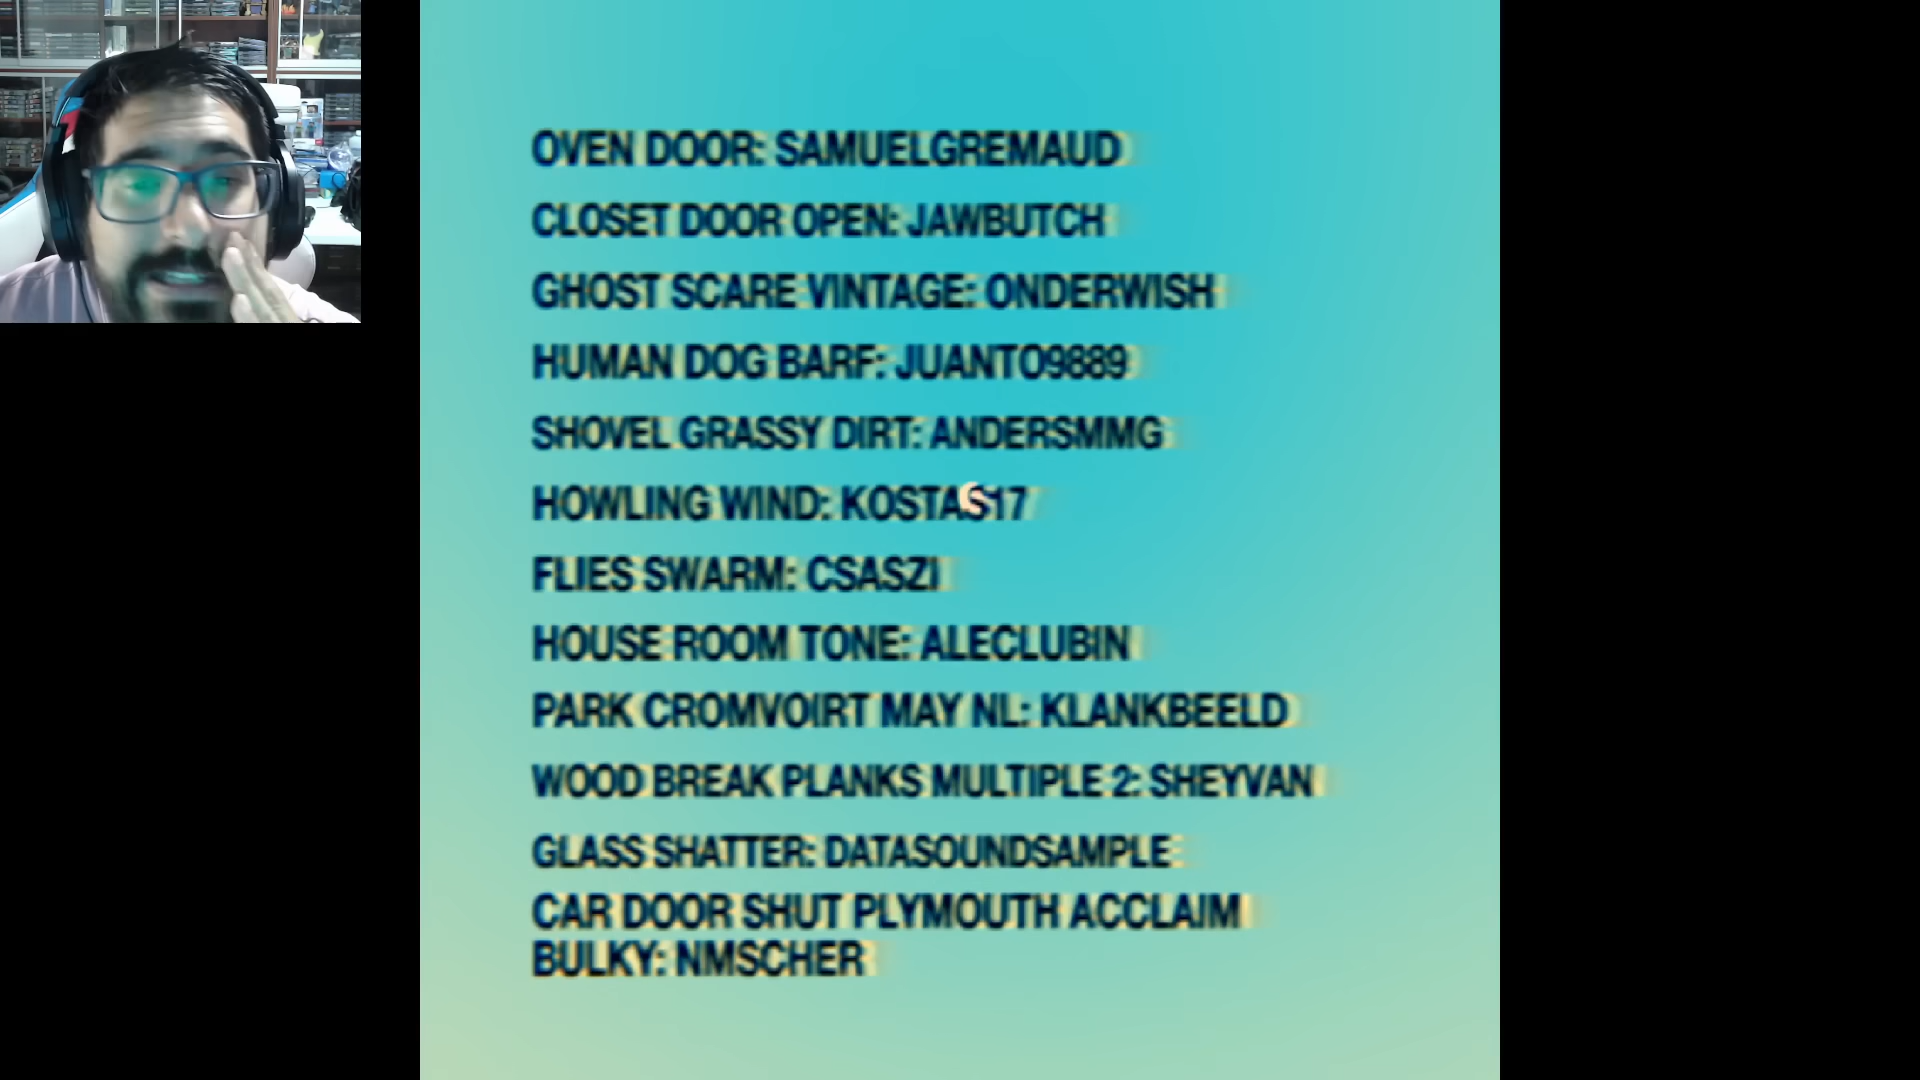 OVEN DOOR: SAMUELGREMAUD
CLOSET DOOR OPEN: JAWBUTCH
GHOST SCARE VINTAGE: ONDERWISH
HUMAN DOG BARF: JUANTO9889
SHOVEL GRASSY DIRT: ANDERSMMG
HOWLING WIND: KOSTAS17
FLIES SWARM: CSASZI
HOUSE ROOM TONE: ALECLUBIN
PARK CROMVOIRT MAY NL: KLANKBEELD
WOOD BREAK PLANKS MULTIPLE 2: SHEYVAN
GLASS SHATTER: DATASOUNDSAMPLE
CAR DOOR SHUT PLYMOUTH ACCLAIM
BULKY: NMSCHER